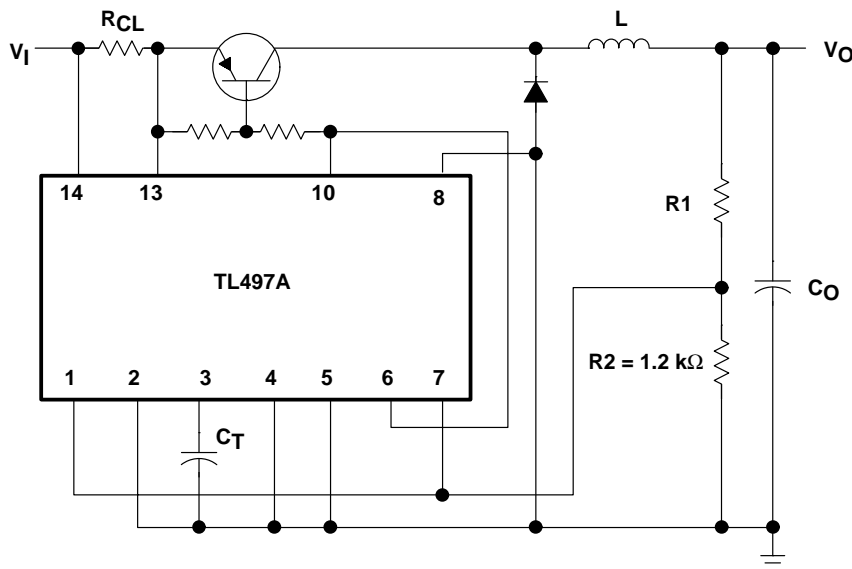 RCL
L
VI
VO
14 13 10 8
R1
TL497A
CO
R2 = 1.2 kΩ
1 2 3 4 5 6 7
CT